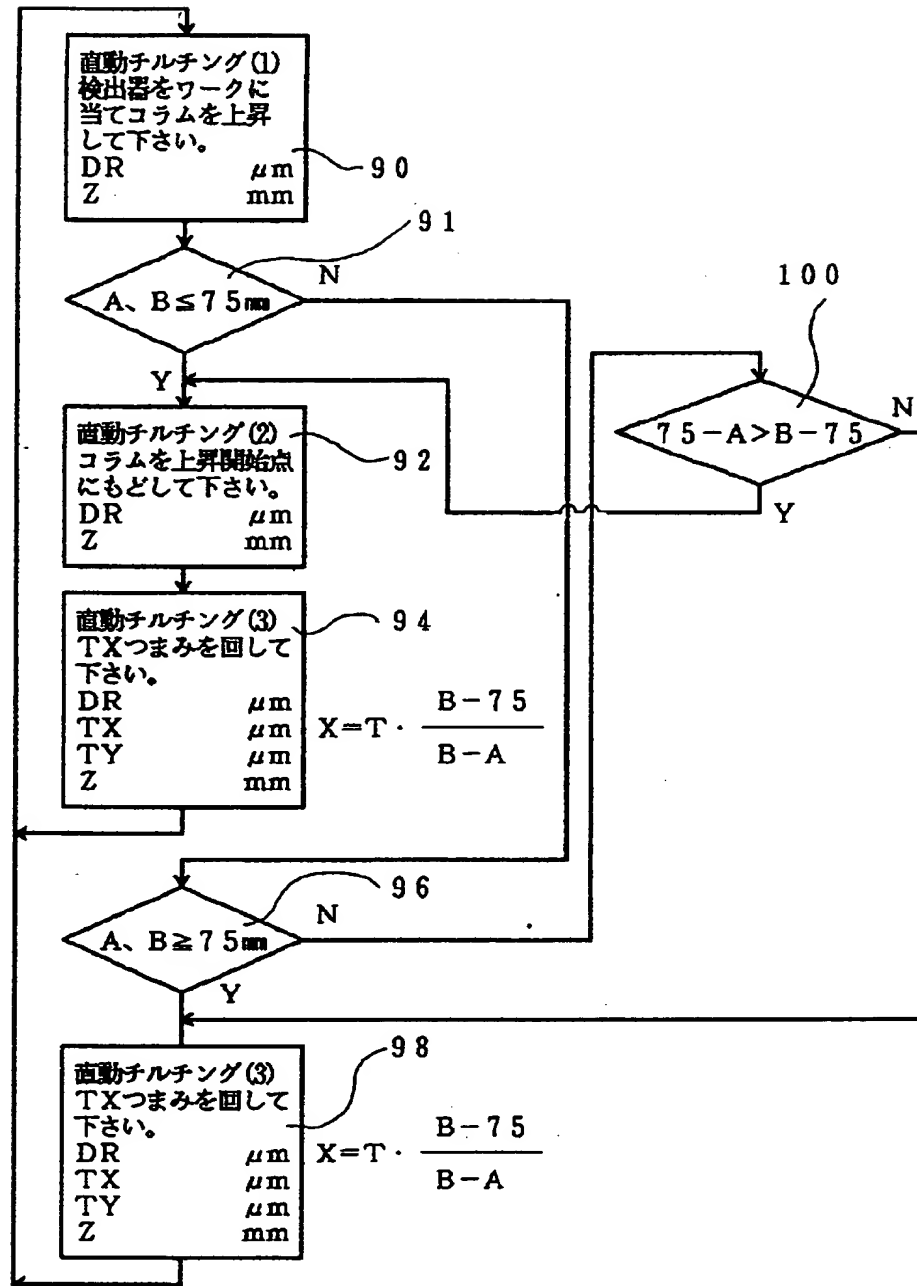 直動チルチング(1)
検出器をワークに
当てコラムを上昇
して下さい。
DR μm
Z mm
90
91
A、B≦75mm
N
Y
100
75-A>B-75
N
Y
直動チルチング(2)
コラムを上昇開始点
にもどして下さい。
DR μm
Z mm
92
直動チルチング(3)
TXつまみを回して
下さい。
DR μm
TX μm
TY μm
Z mm
94
X=T・
B-75
B-A
96
A、B≧75mm
N
Y
直動チルチング(3)
TXつまみを回して
下さい。
DR μm
TX μm
TY μm
Z mm
98
X=T・
B-75
B-A